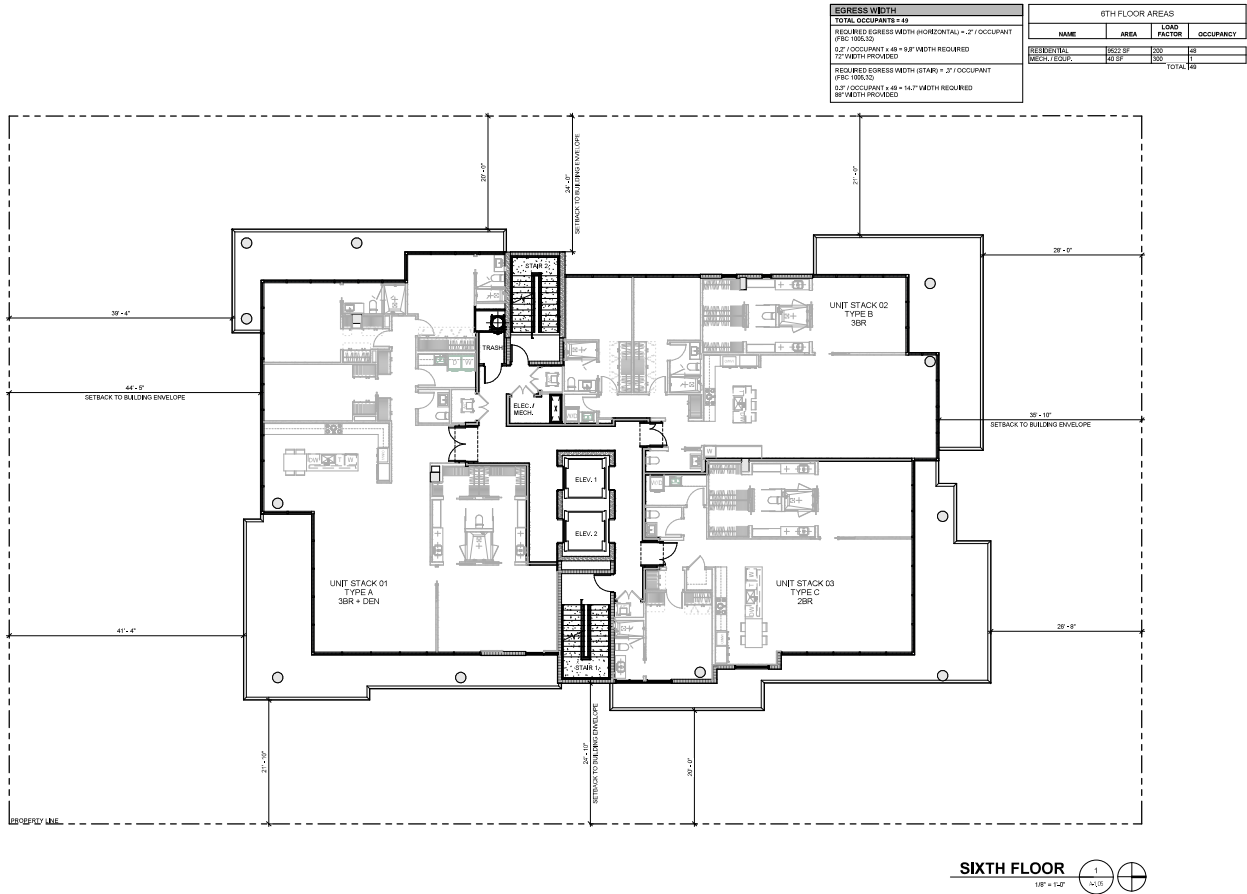 EGRESS WIDTH
TOTAL OCCUPANTS = 49
REQUIRED EGRESS WIDTH (HORIZONTAL) = .2" / OCCUPANT
(FBC 1005.32)
0.2" / OCCUPANT x 49 = 9.8" WIDTH REQUIRED
72" WIDTH PROVIDED
REQUIRED EGRESS WIDTH (STAIR) = .3" / OCCUPANT
(FBC 1005.32)
0.3" / OCCUPANT x 49 = 14.7" WIDTH REQUIRED
88" WIDTH PROVIDED
6TH FLOOR AREAS
NAME AREA LOAD FACTOR OCCUPANCY
RESIDENTIAL 9522 SF 200 48
MECH. / EQUIP. 40 SF 300 1
TOTAL 49
20' - 0"
24' - 0"
SETBACK TO BUILDING ENVELOPE
21' - 0"
28' - 0"
39' - 4"
44' - 5"
SETBACK TO BUILDING ENVELOPE
STAIR 2
TRASH
D W
ELEC. /
MECH.
UNIT STACK 02
TYPE B
3BR
35' - 10"
SETBACK TO BUILDING ENVELOPE
W/D
W
DW T W
ELEV. 1
ELEV. 2
W/D
UNIT STACK 01
TYPE A
3BR + DEN
UNIT STACK 03
TYPE C
2BR
STAIR 1
41' - 4"
28' - 8"
21' - 10"
24' - 10"
SETBACK TO BUILDING ENVELOPE
20' - 0"
PROPERTY LINE
SIXTH FLOOR
1/8" = 1'-0"
1
A-1.05